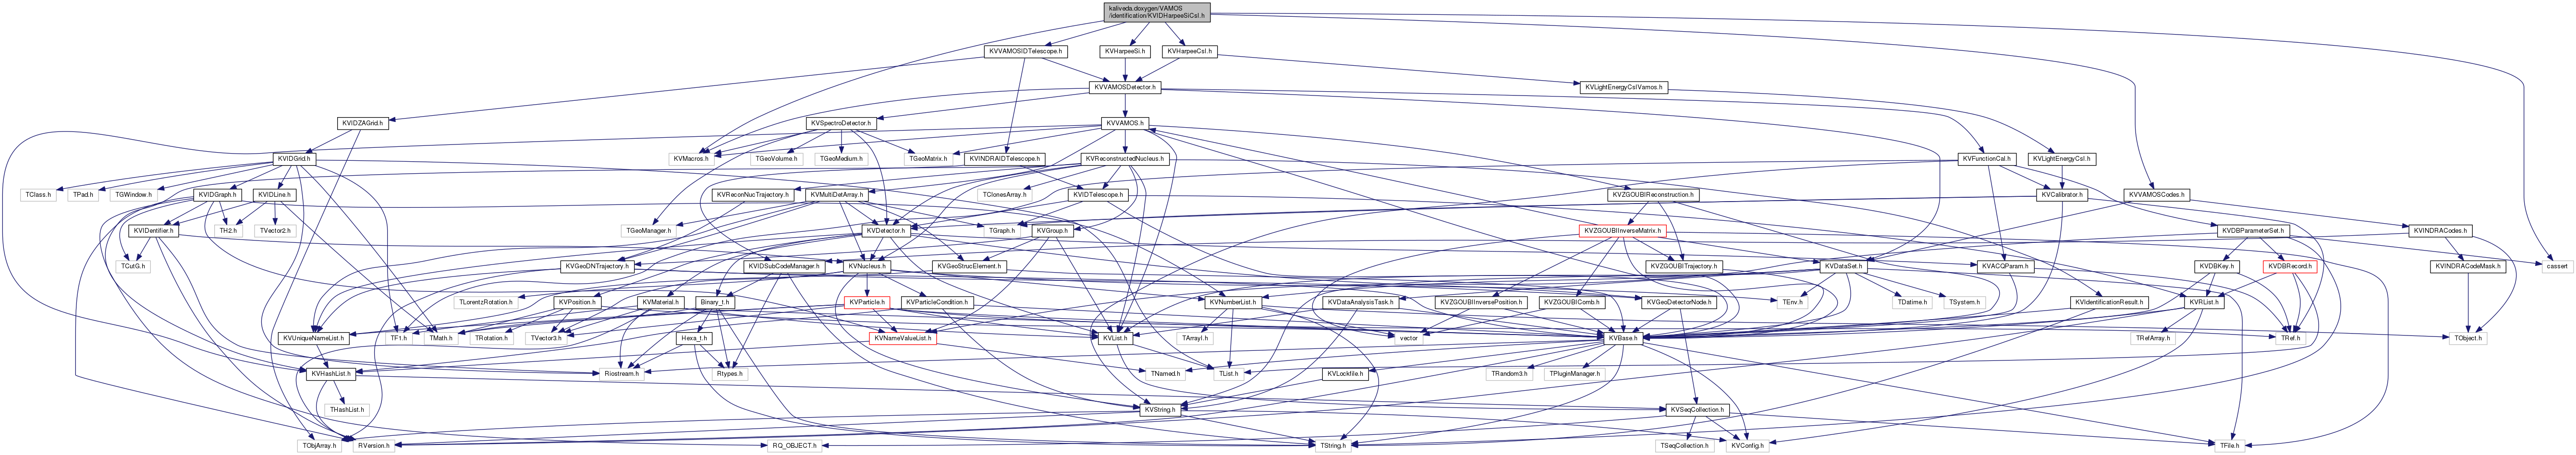 kaliveda.doxygen/VAMOS
/identification/KVIDHarpeeSiCsI.h
KVVAMOSIDTelescope.h
KVHarpeeSi.h
KVHarpeeCsI.h
KVVAMOSDetector.h
KVLightEnergyCsIVamos.h
KVIDZAGrid.h
KVSpectroDetector.h
KVVAMOS.h
KVIDGrid.h
KVMacros.h
TGeoVolume.h
TGeoMedium.h
TGeoMatrix.h
KVINDRAIDTelescope.h
KVReconstructedNucleus.h
KVFunctionCal.h
KVLightEnergyCsI.h
TClass.h
TPad.h
TGWindow.h
KVIDGraph.h
KVIDLine.h
KVReconNucTrajectory.h
KVMultiDetArray.h
TClonesArray.h
KVIDTelescope.h
KVZGOUBIReconstruction.h
KVCalibrator.h
KVVAMOSCodes.h
KVIDentifier.h
TH2.h
TVector2.h
TGeoManager.h
KVDetector.h
TGraph.h
KVGroup.h
KVZGOUBIInverseMatrix.h
KVDBParameterSet.h
KVINDRACodes.h
TCutG.h
KVGeoDNTrajectory.h
KVIDSubCodeManager.h
KVNucleus.h
KVGeoStrucElement.h
KVZGOUBITrajectory.h
KVDataSet.h
KVACQParam.h
KVDBKey.h
KVDBRecord.h
KVINDRACodeMask.h
cassert
TLorentzRotation.h
KVPosition.h
KVMaterial.h
Binary_t.h
KVParticle.h
KVParticleCondition.h
KVGeoDetectorNode.h
KVNumberList.h
KVDataAnalysisTask.h
KVZGOUBIInversePosition.h
KVZGOUBIComb.h
TEnv.h
TDatime.h
TSystem.h
KVIdentificationResult.h
KVRList.h
KVUniqueNameList.h
TF1.h
TMath.h
TRotation.h
TVector3.h
Hexa_t.h
KVNameValueList.h
KVList.h
TArrayI.h
vector
KVBase.h
TRefArray.h
TRef.h
TObject.h
KVHashList.h
Riostream.h
Rtypes.h
TNamed.h
TList.h
KVLockfile.h
TRandom3.h
TPluginManager.h
THashList.h
KVString.h
KVSeqCollection.h
TObjArray.h
RVersion.h
RQ_OBJECT.h
TString.h
TSeqCollection.h
KVConfig.h
TFile.h